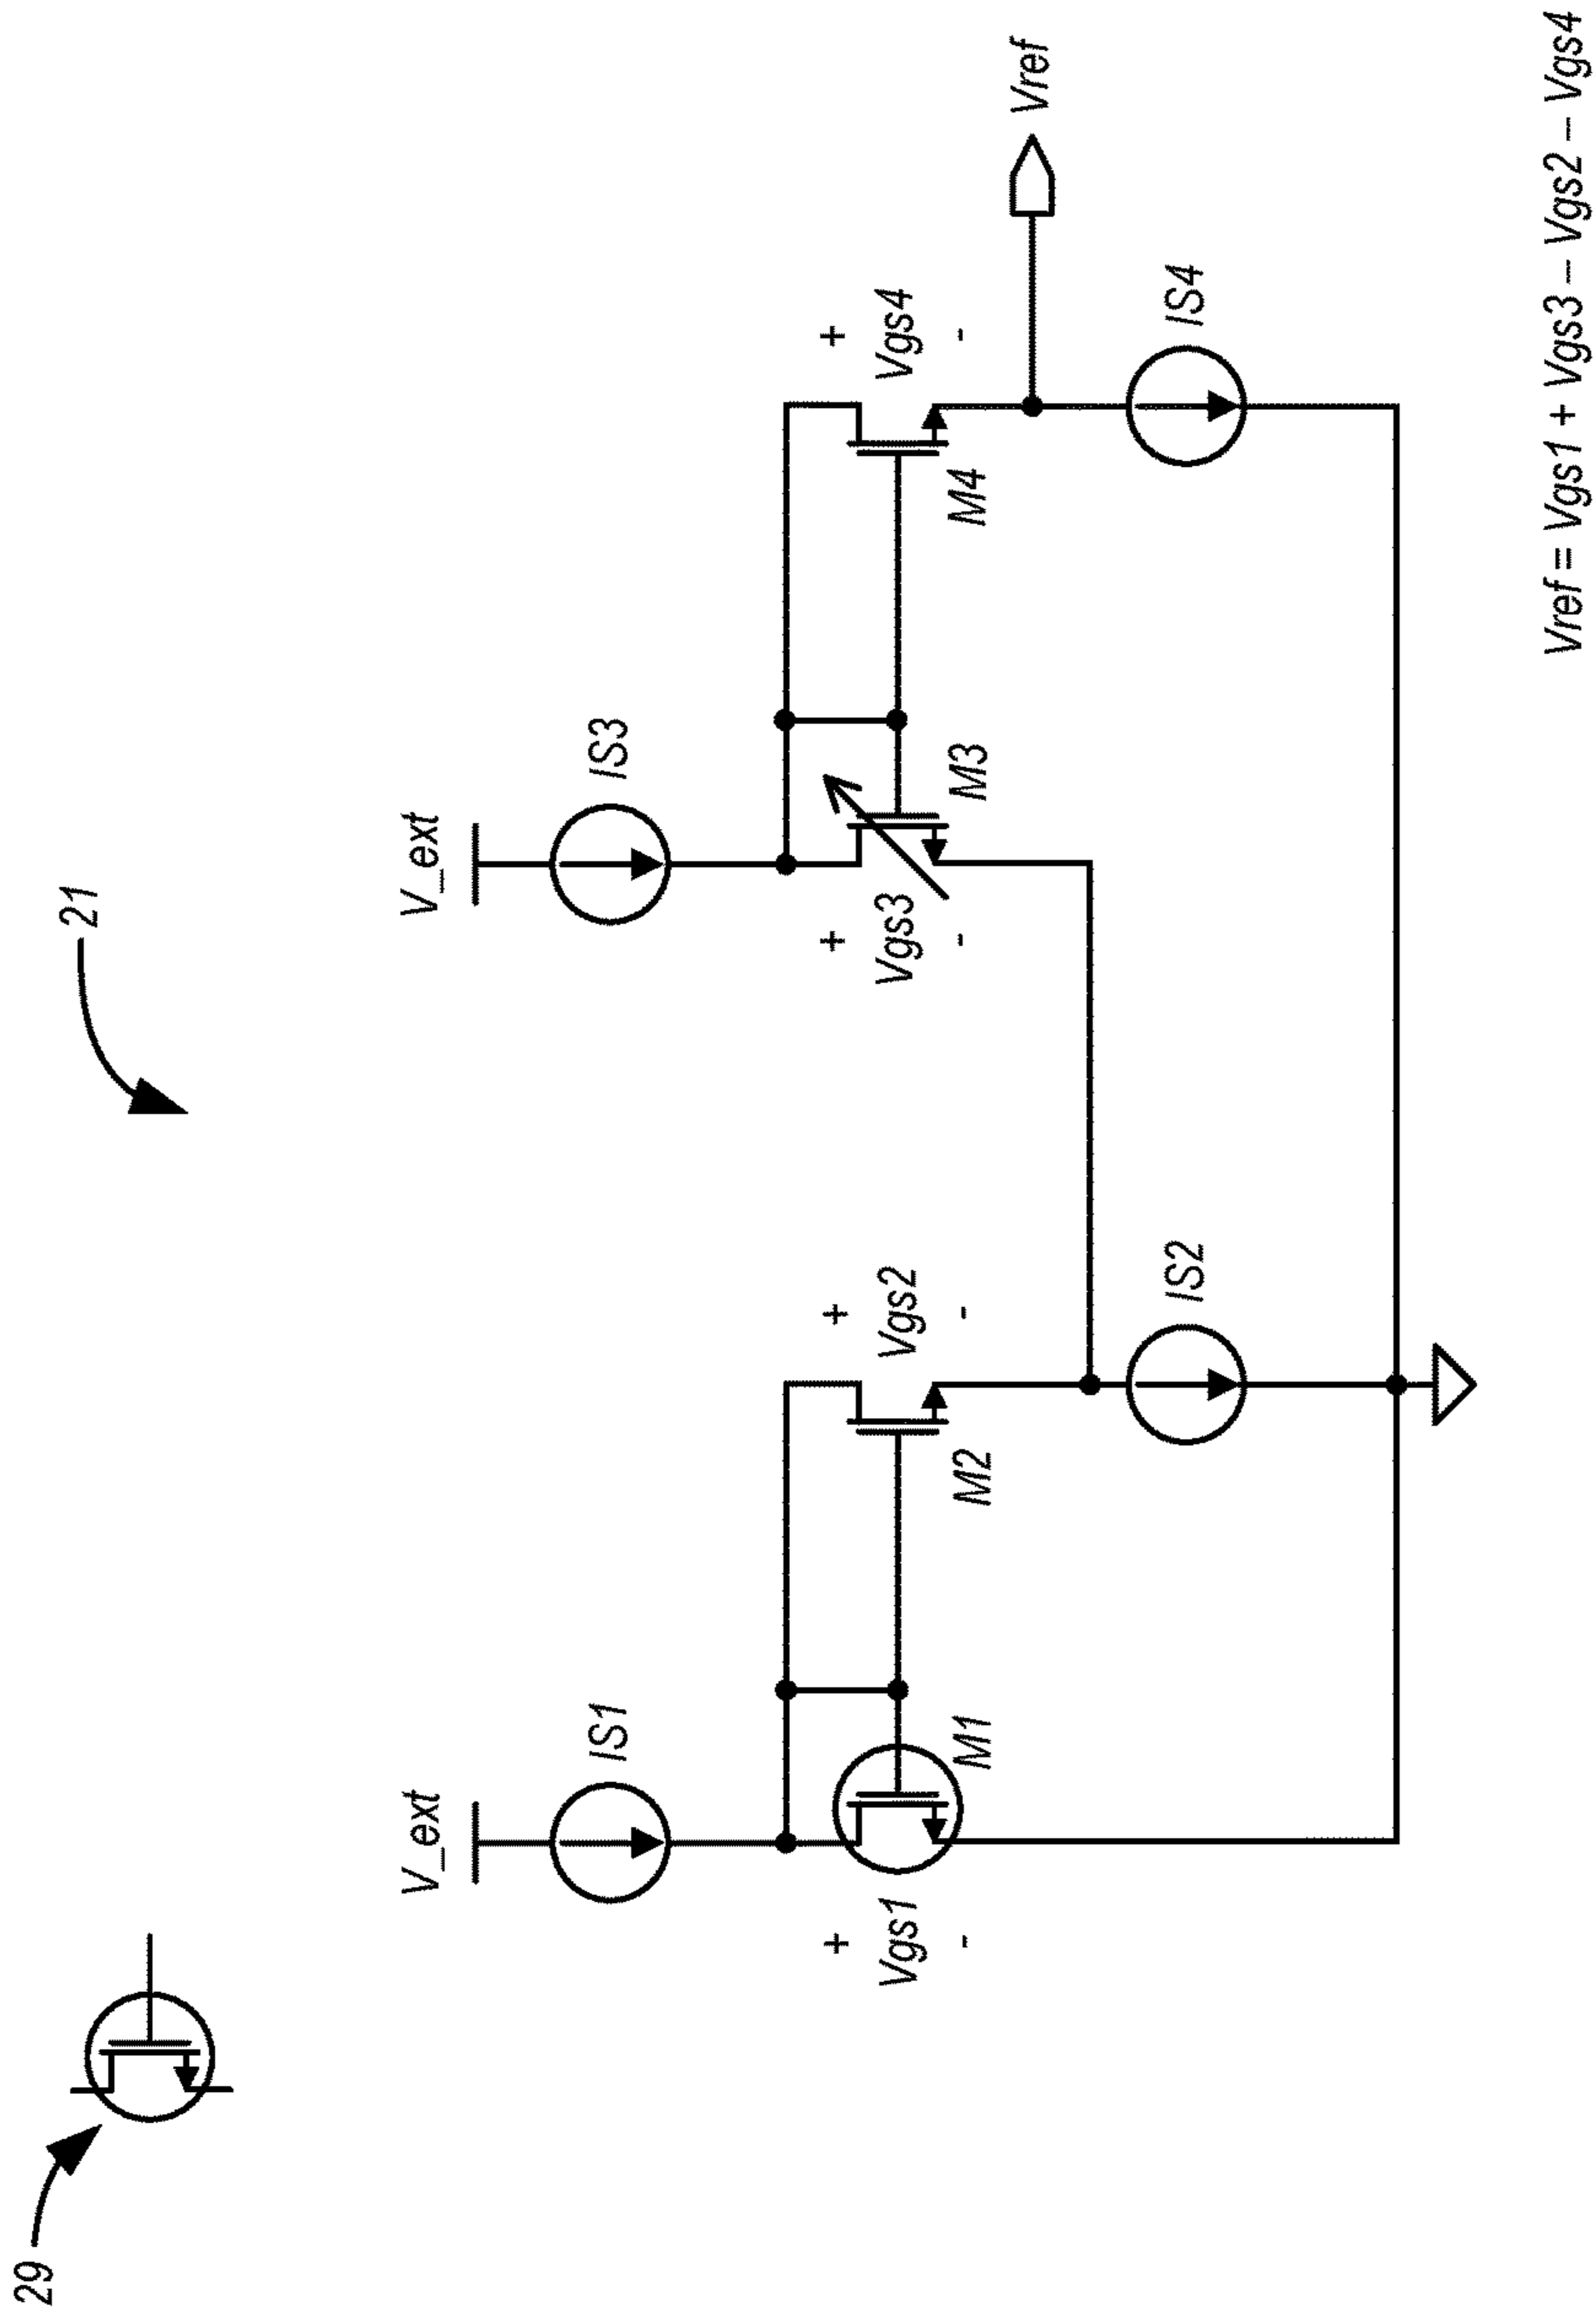 21
29
V_ext
V_ext
IS1
IS3
+
+
+
+
Vgs1
Vgs2
Vgs3
Vgs4
-
-
-
-
M1
M2
M3
M4
Vref
IS2
IS4
Vref = Vgs1 + Vgs3 – Vgs2 – Vgs4